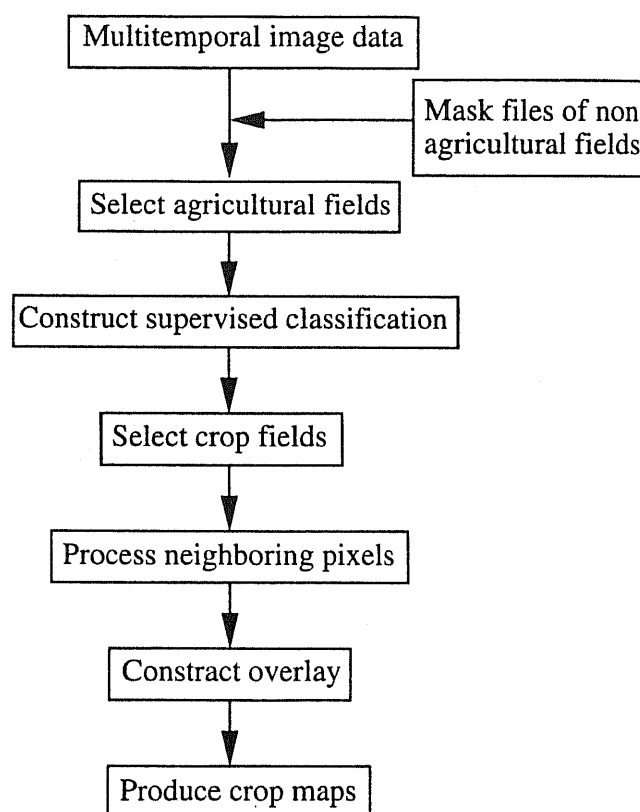 Multitemporal image data
Mask files of non
agricultural fields
Select agricultural fields
Construct supervised classification
Select crop fields
Process neighboring pixels
Constract overlay
Produce crop maps